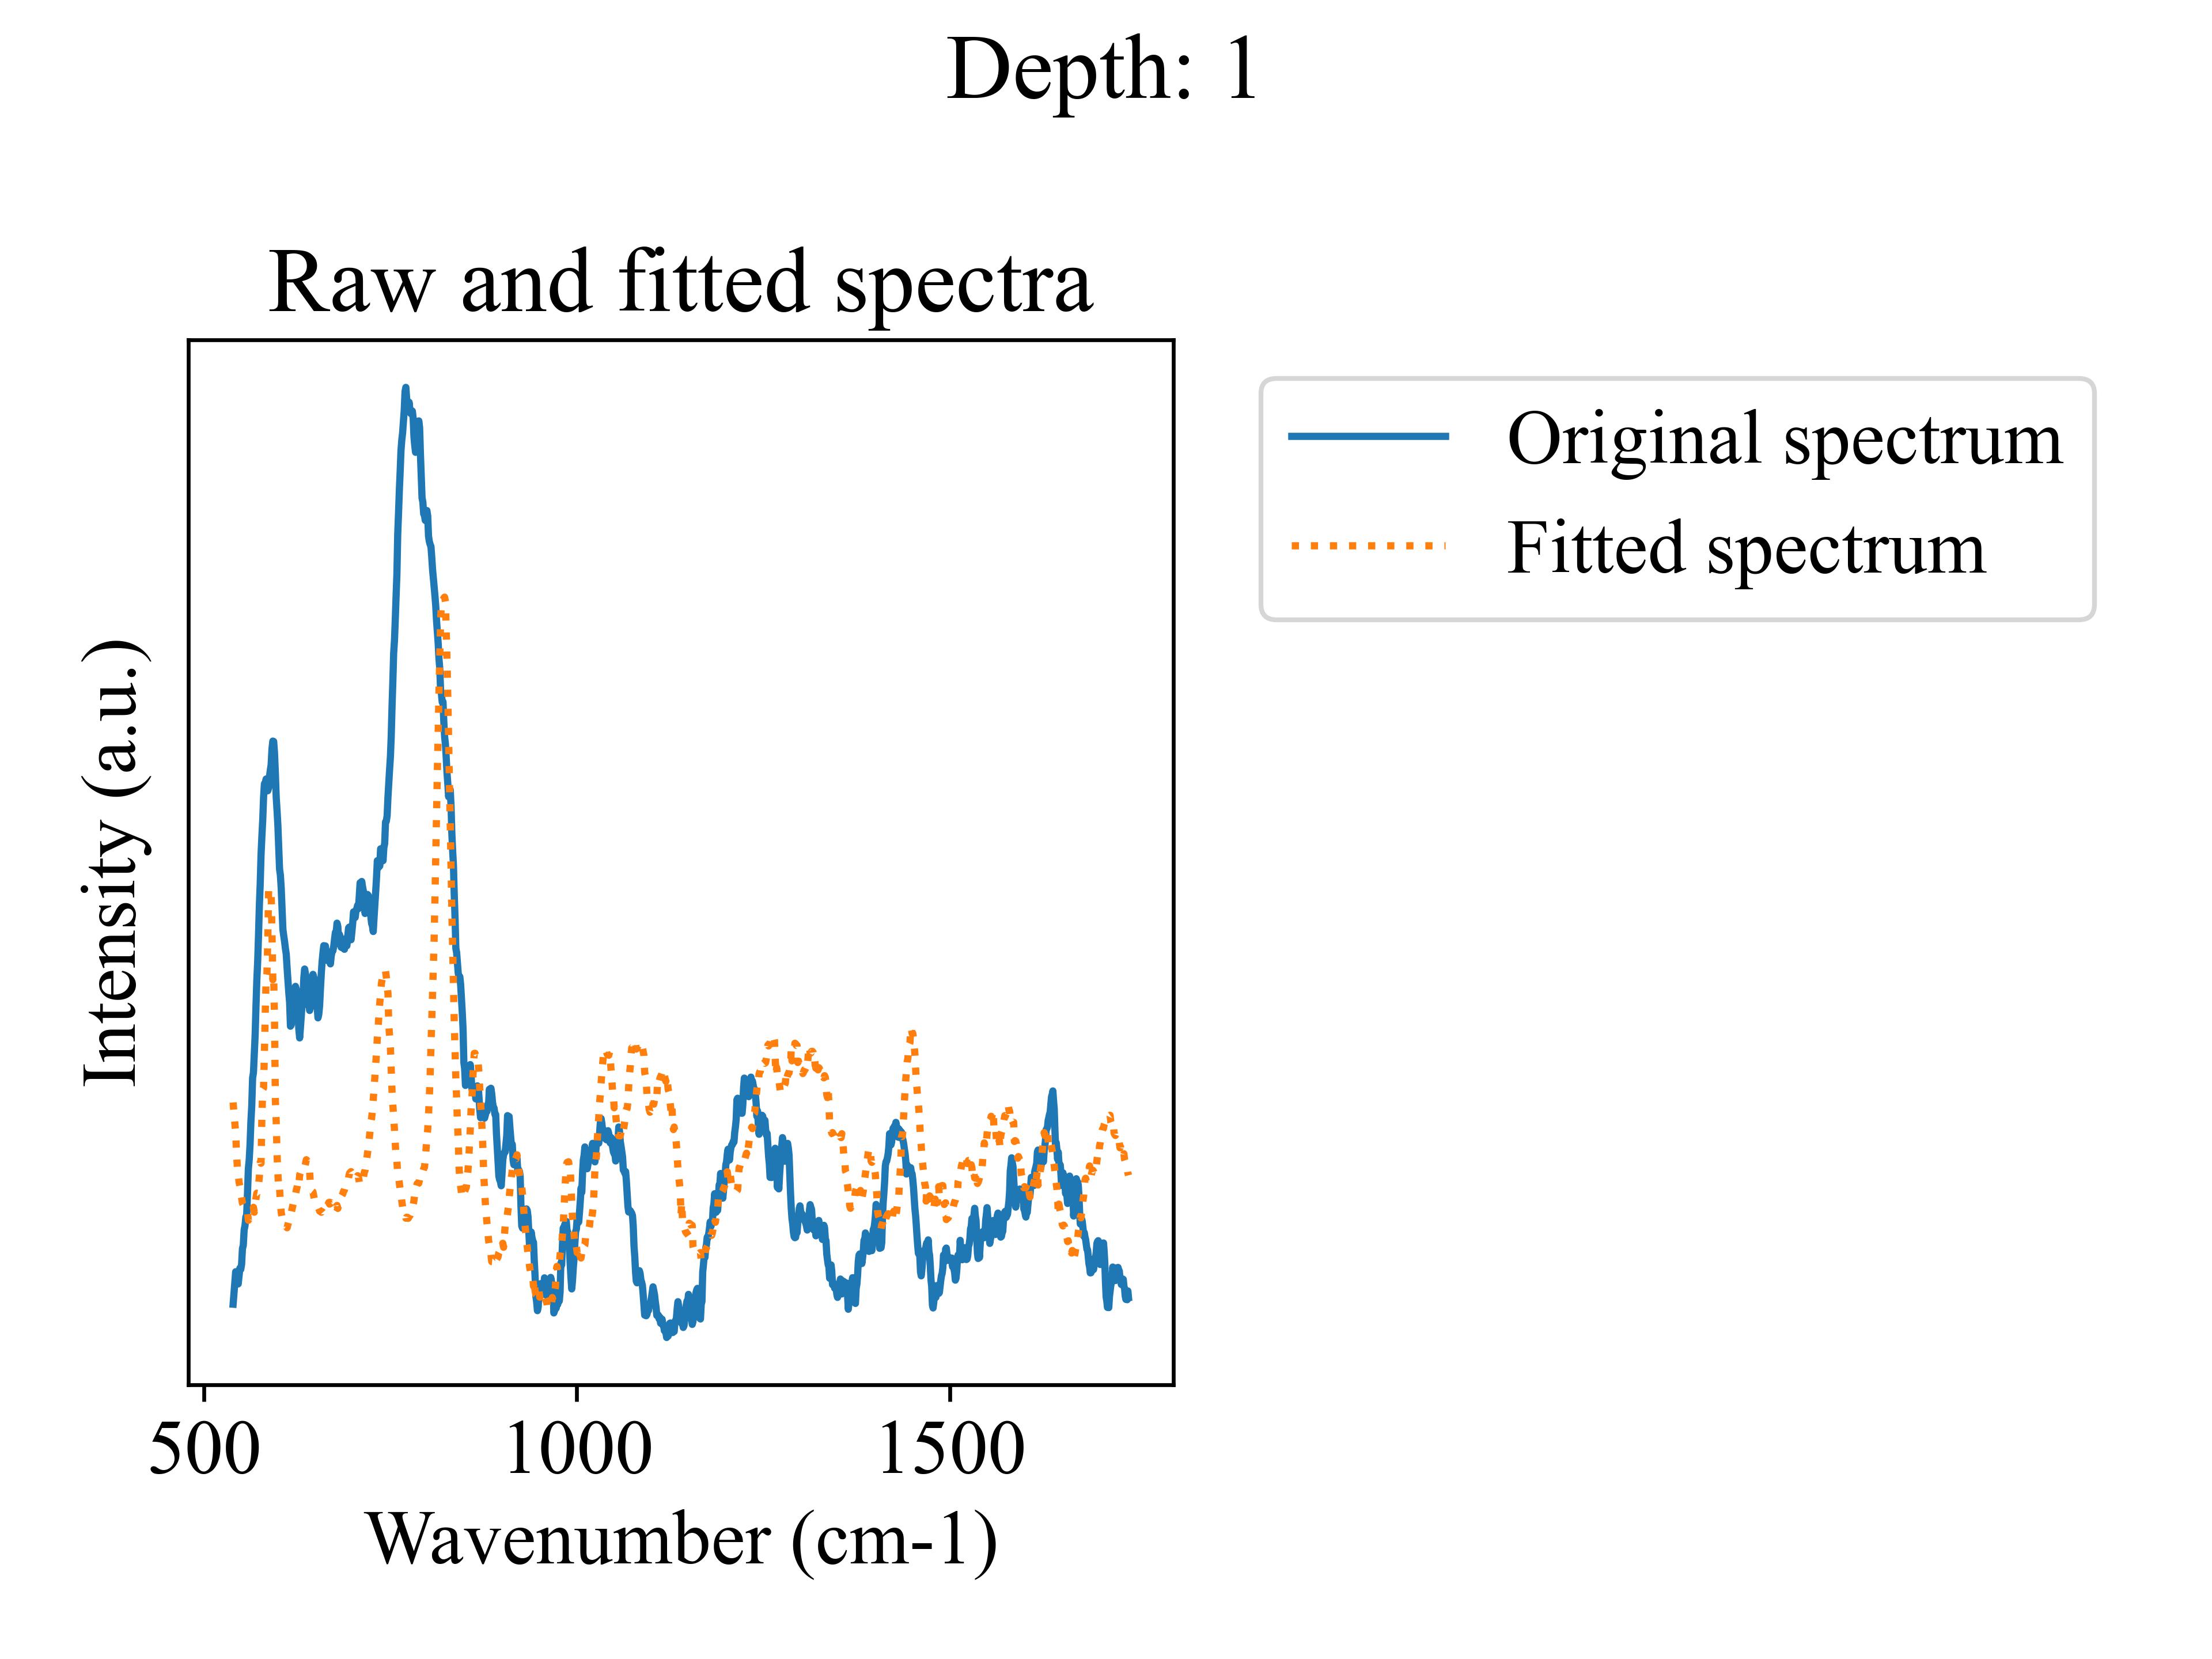 Depth: 1
Raw and fitted spectra
Original spectrum
Fitted spectrum
Intensity (a.u.)
500 1000 1500
Wavenumber (cm-1)